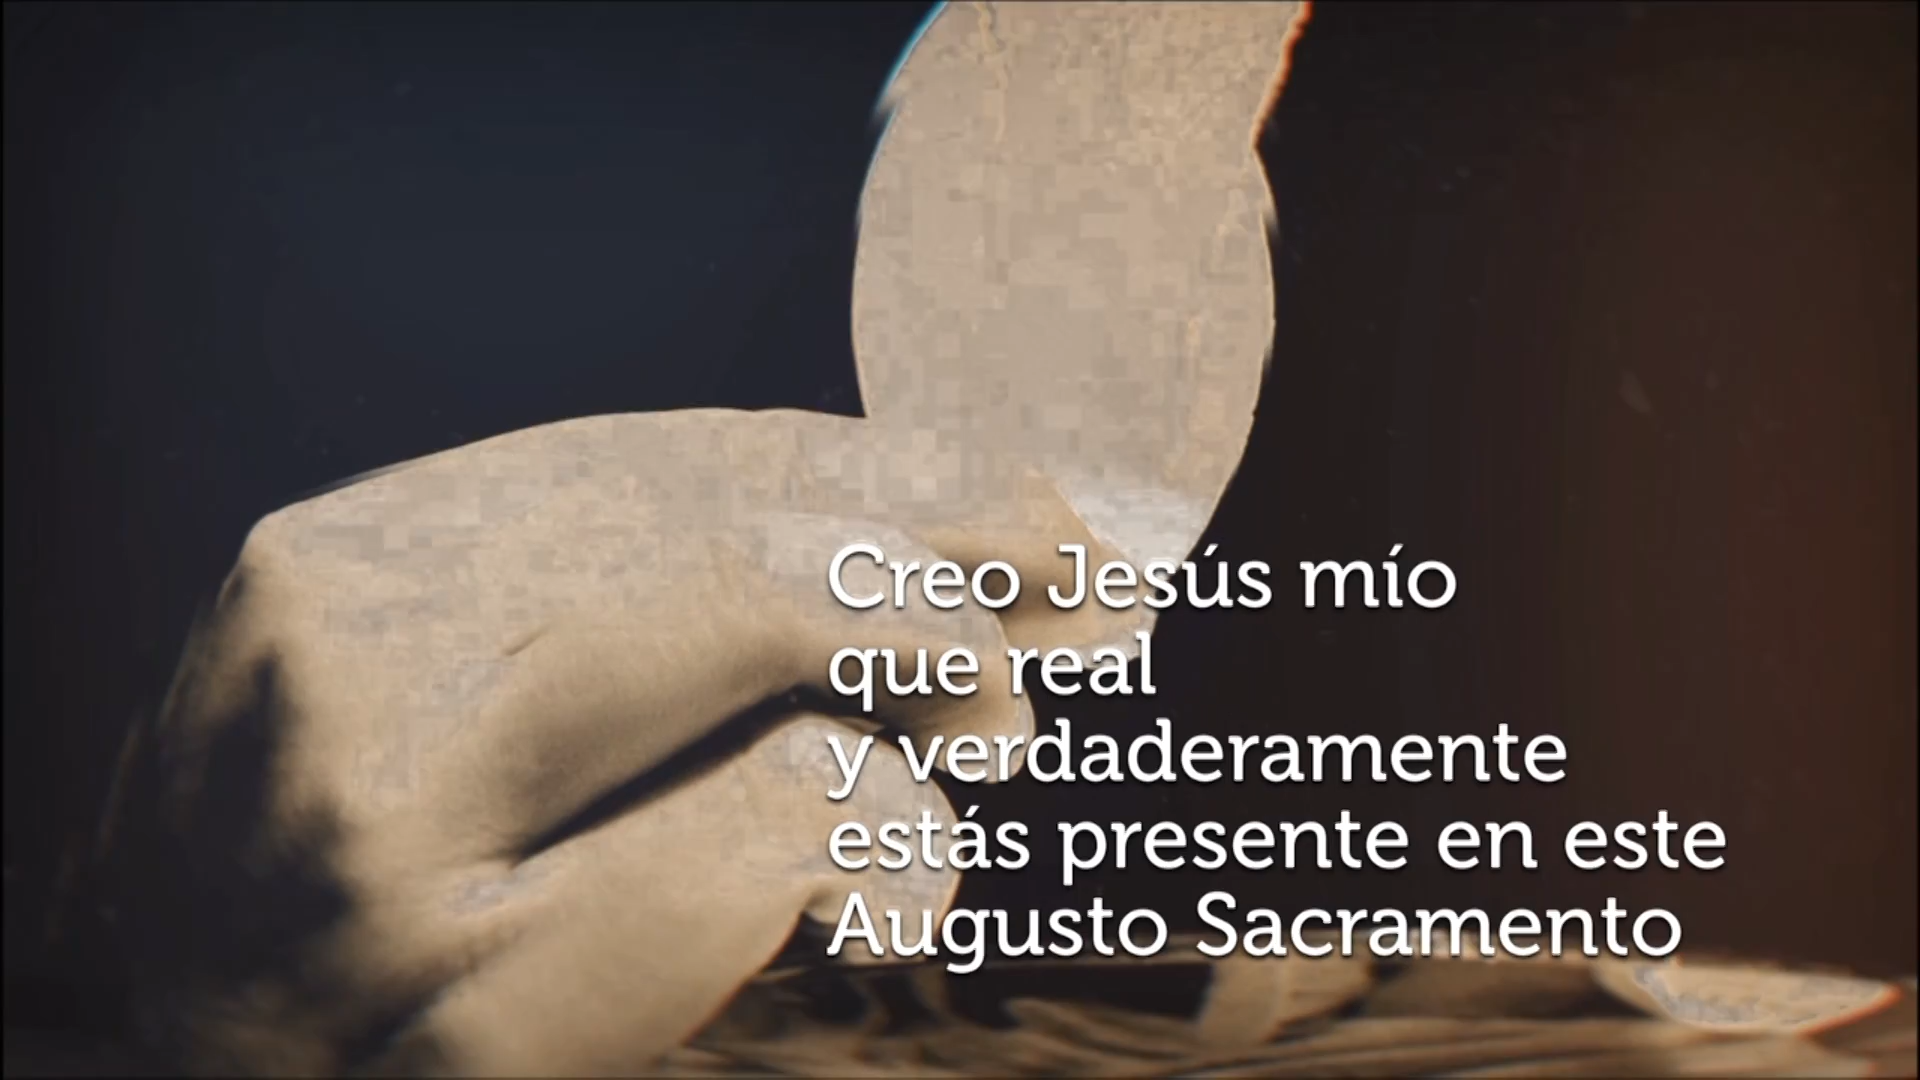 Creo Jesús mío
que real
y verdaderamente
estás presente en este
Augusto Sacramento